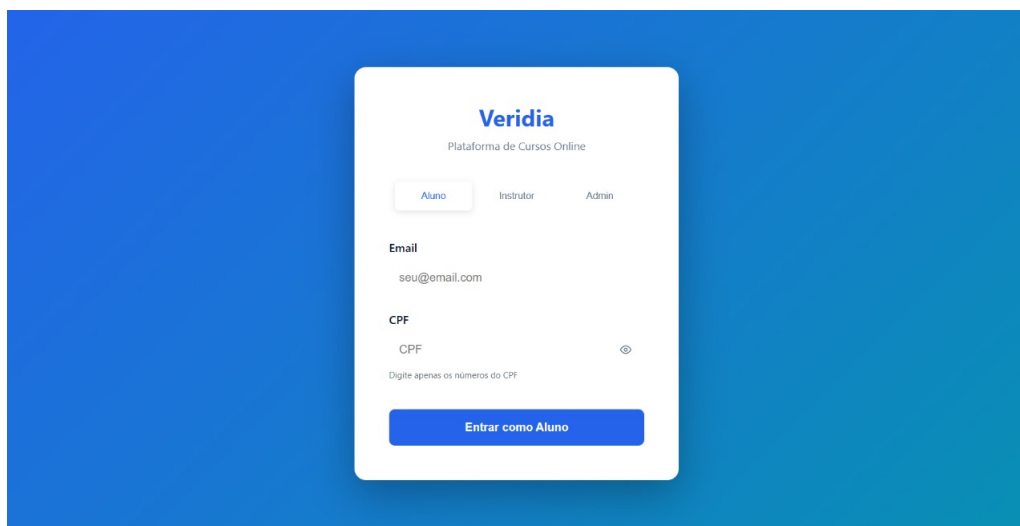 Veridia
Plataforma de Cursos Online
Aluno Instrutor Admin
Email
seu@email.com
CPF
CPF
Digite apenas os números do CPF
Entrar como Aluno